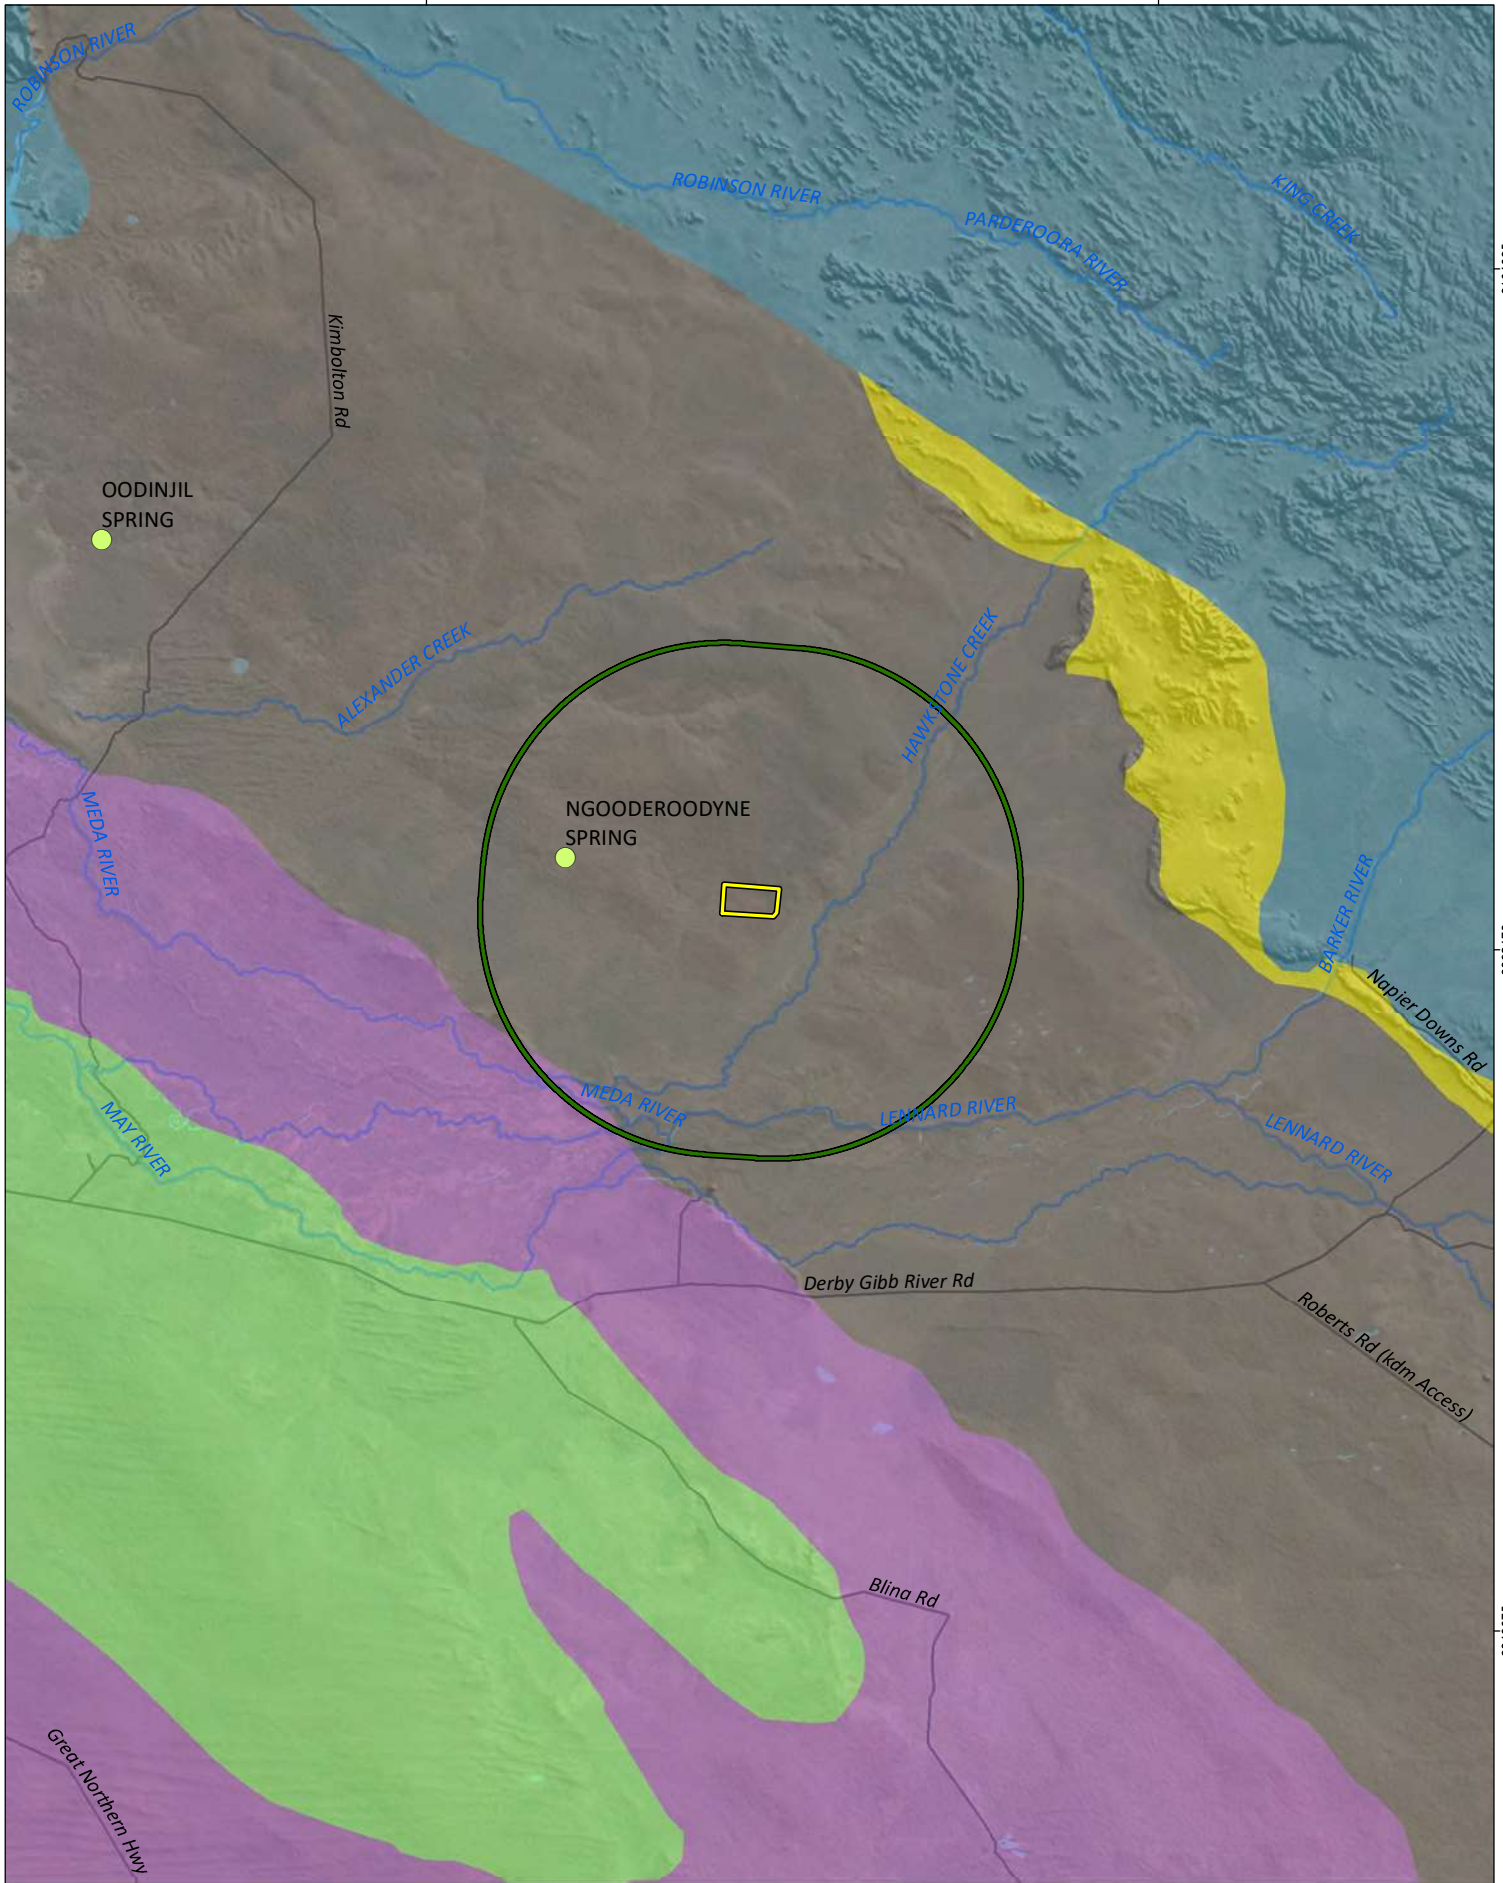 ROBINSON RIVER
ROBINSON RIVER
KING CREEK
PARDEROORA RIVER
Kimbolton Rd
OODINJIL
SPRING
ALEXANDER CREEK
HAWKSTONE CREEK
MEDA RIVER
NGOODEROODYNE
SPRING
BARKER RIVER
Napier Downs Rd
MAY RIVER
MEDA RIVER
LENNARD RIVER
LENNARD RIVER
Derby Gibb River Rd
Roberts Rd (kdm Access)
Blina Rd
Great Northern Hwy